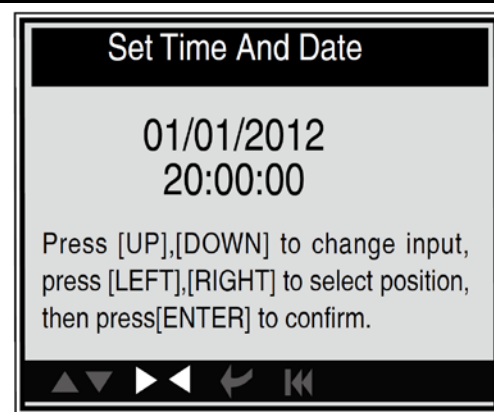 Set Time And Date
01/01/2012
20:00:00
Press [UP],[DOWN] to change input,
press [LEFT],[RIGHT] to select position,
then press[ENTER] to confirm.